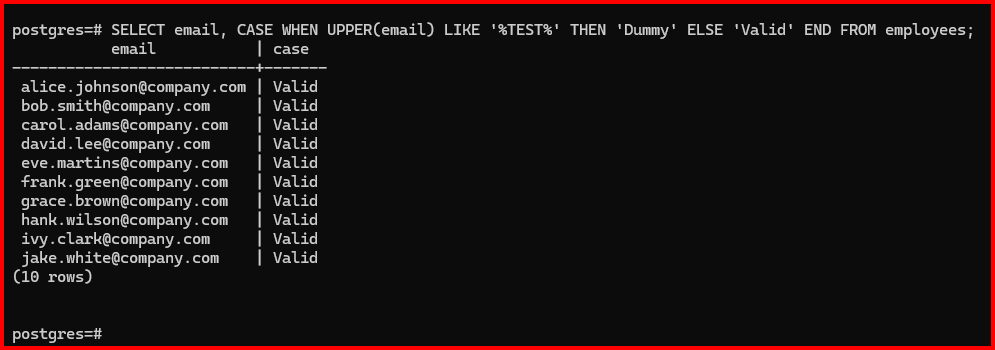 postgres=# SELECT email, CASE WHEN UPPER(email) LIKE '%TEST%' THEN 'Dummy' ELSE 'Valid' END FROM employees;
           email           | case
---------------------------+-------
 alice.johnson@company.com | Valid
 bob.smith@company.com     | Valid
 carol.adams@company.com   | Valid
 david.lee@company.com     | Valid
 eve.martins@company.com   | Valid
 frank.green@company.com   | Valid
 grace.brown@company.com   | Valid
 hank.wilson@company.com   | Valid
 ivy.clark@company.com     | Valid
 jake.white@company.com    | Valid
(10 rows)
postgres=#